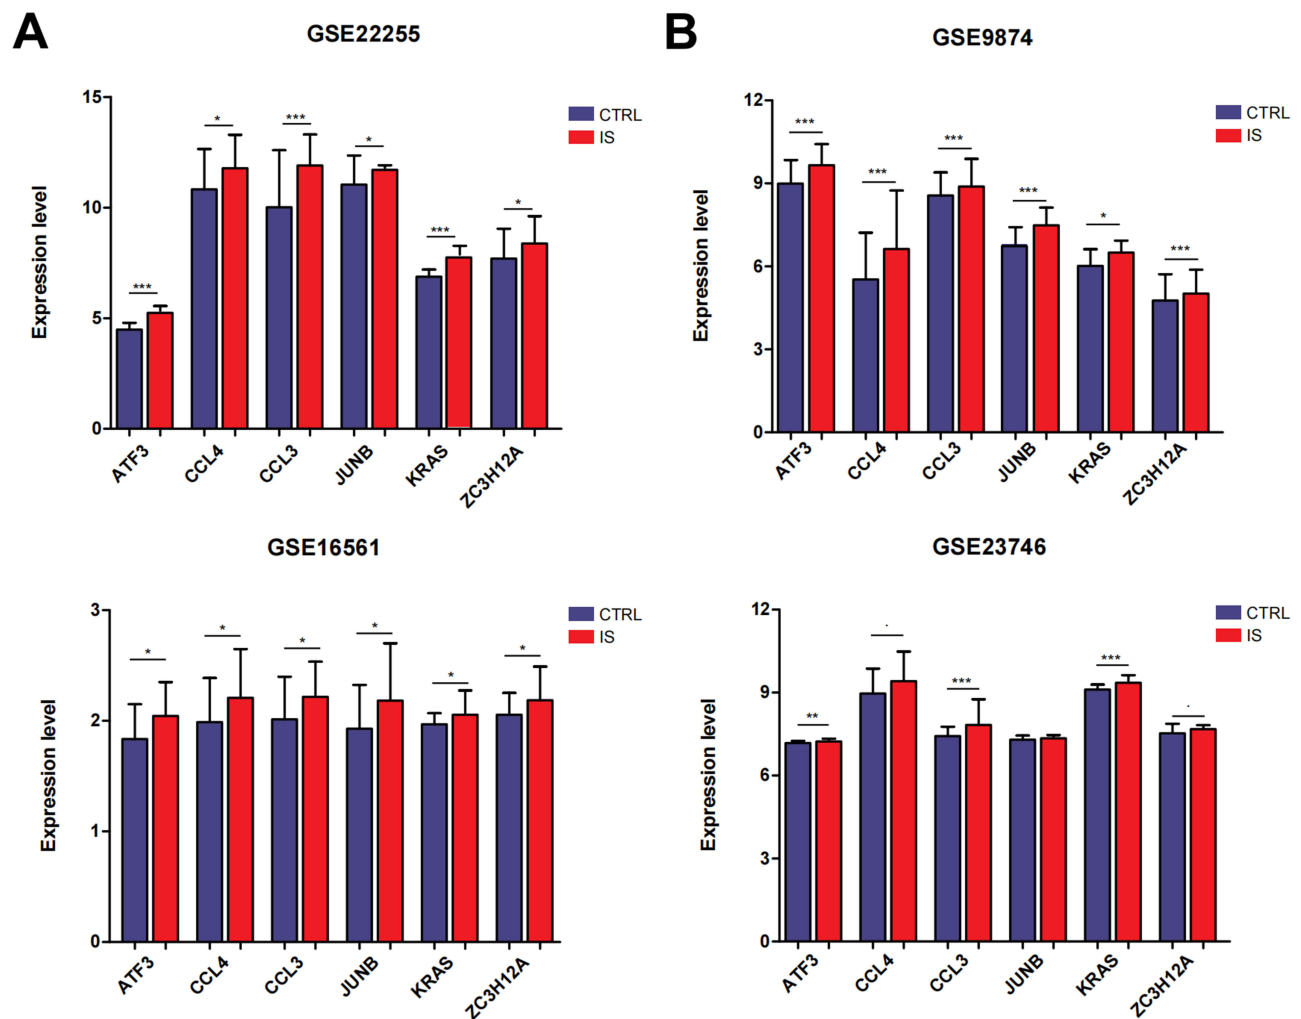 A
GSE22255
CTRL
IS
Expression level
15
10
5
0
*** * *** * *** *
ATF3 CCL4 CCL3 JUNB KRAS ZC3H12A
B
GSE9874
CTRL
IS
Expression level
12
9
6
3
0
*** *** *** *** * ***
ATF3 CCL4 CCL3 JUNB KRAS ZC3H12A
GSE16561
CTRL
IS
Expression level
3
2
1
0
* * * * * *
ATF3 CCL4 CCL3 JUNB KRAS ZC3H12A
GSE23746
CTRL
IS
Expression level
12
9
6
3
0
** . *** *** .
ATF3 CCL4 CCL3 JUNB KRAS ZC3H12A